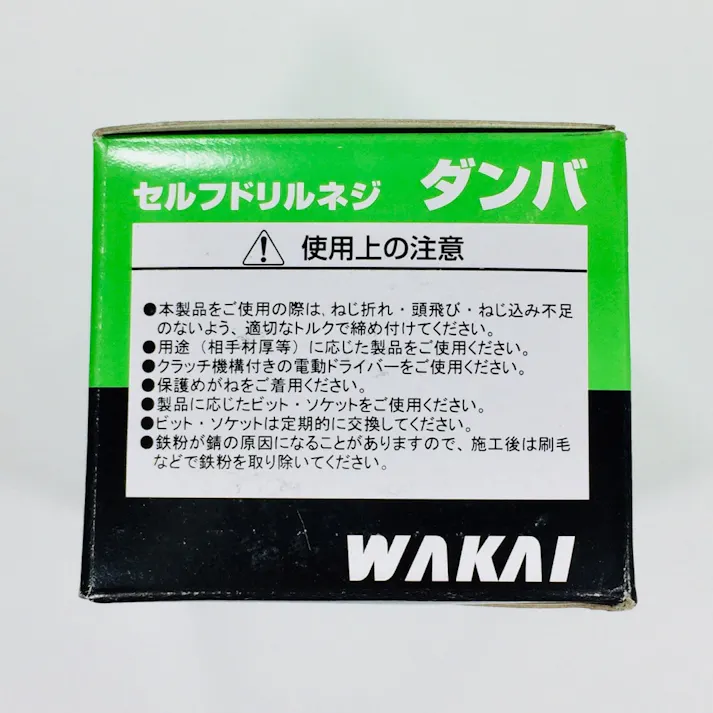 セルフドリルネジ ダンバ
使用上の注意
●本製品をご使用の際は、ねじ折れ・頭飛び・ねじ込み不足
のないよう、適切なトルクで締め付けてください。
●用途（相手材厚等）に応じた製品をご使用ください。
●クラッチ機構付きの電動ドライバーをご使用ください。
●保護めがねをご着用ください。
●製品に応じたビット・ソケットをご使用ください。
●ビット・ソケットは定期的に交換してください。
●鉄粉が錆の原因になることがありますので、施工後は刷毛
などで鉄粉を取り除いてください。
WAKAI